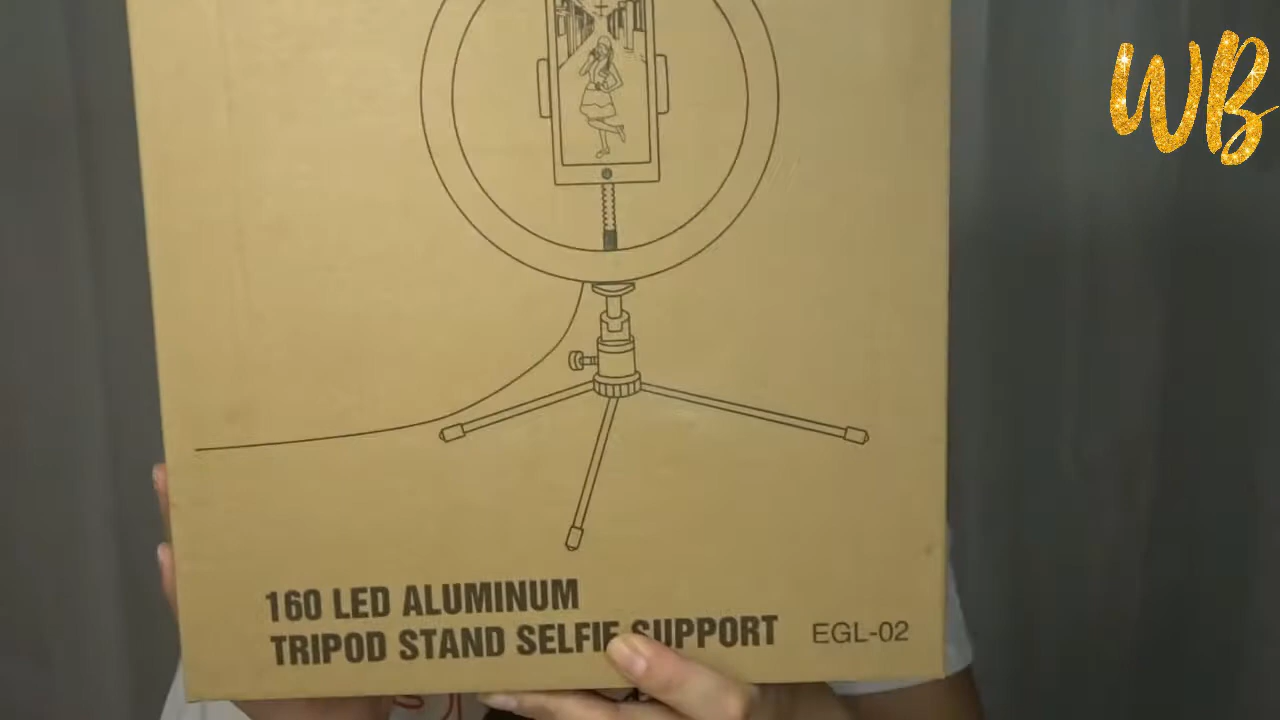 WB
160 LED ALUMINUM
TRIPOD STAND SELFIE SUPPORT EGL-02